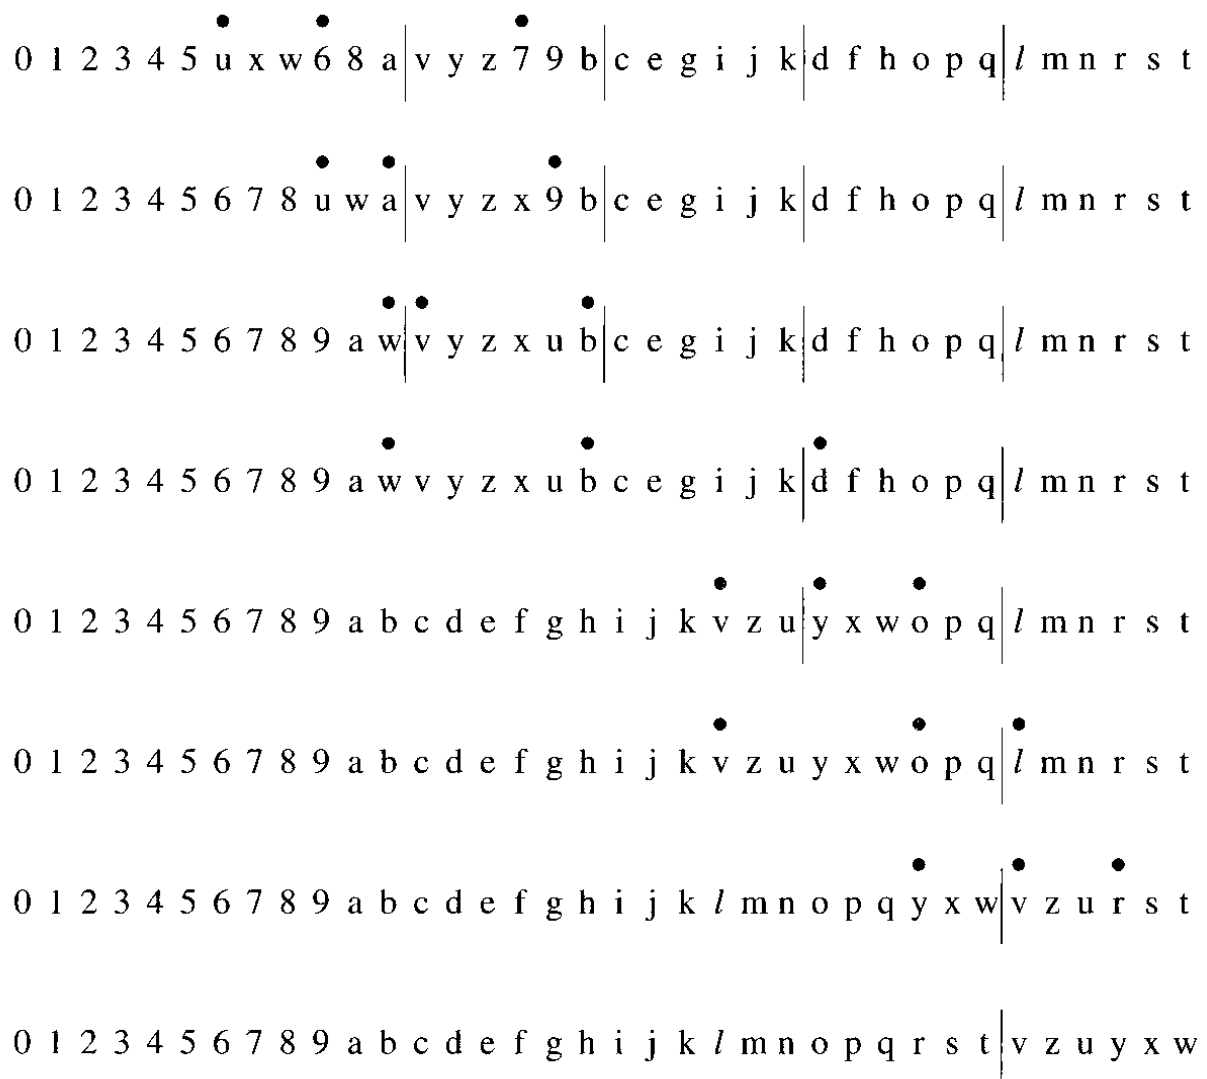 0 1 2 3 4 5 u x w 6 8 a | v y z 7 9 b | c e g i j k | d f h o p q | l m n r s t
0 1 2 3 4 5 6 7 8 u w a | v y z x 9 b | c e g i j k | d f h o p q | l m n r s t
0 1 2 3 4 5 6 7 8 9 a w | v y z x u b | c e g i j k | d f h o p q | l m n r s t
0 1 2 3 4 5 6 7 8 9 a w v y z x u b c e g i j k | d f h o p q | l m n r s t
0 1 2 3 4 5 6 7 8 9 a b c d e f g h i j k v z u | y x w o p q | l m n r s t
0 1 2 3 4 5 6 7 8 9 a b c d e f g h i j k v z u y x w o p q | l m n r s t
0 1 2 3 4 5 6 7 8 9 a b c d e f g h i j k l m n o p q y x w | v z u r s t
0 1 2 3 4 5 6 7 8 9 a b c d e f g h i j k l m n o p q r s t | v z u y x w